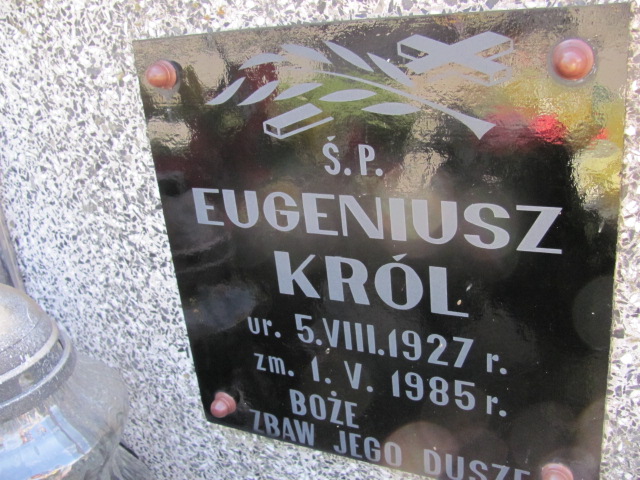 Ś.P.
EUGENIUSZ
KRÓL
ur. 5.VIII.1927 r.
zm. 1.V.1985 r.
BOŻE
ZBAW JEGO DUSZE